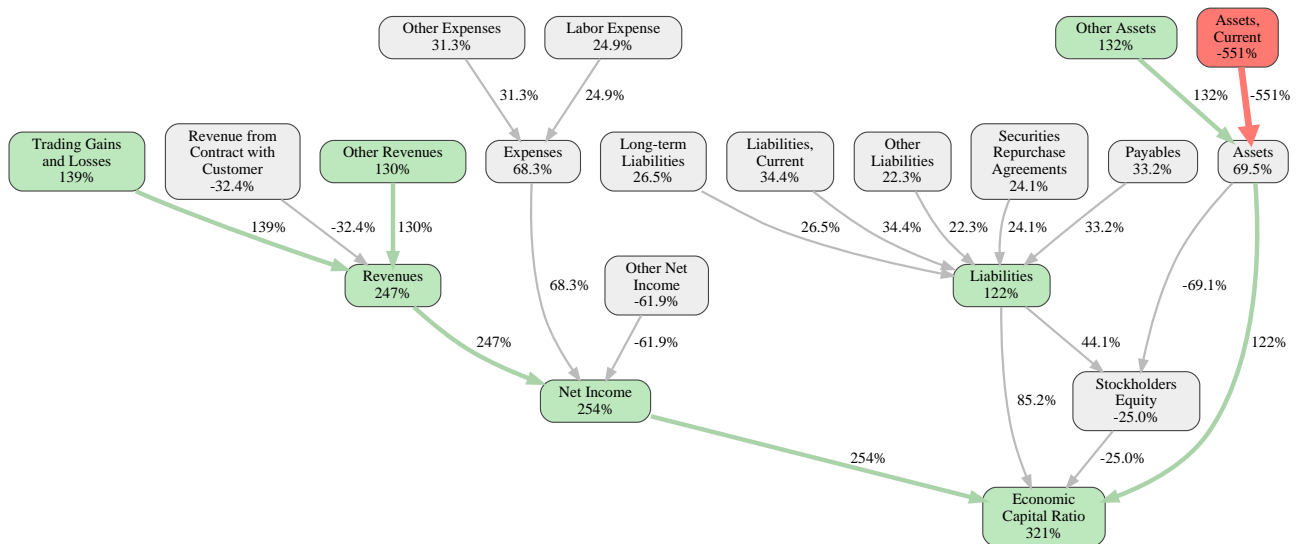 Other Expenses
31.3%
Labor Expense
24.9%
Other Assets
132%
Assets,
Current
-551%
31.3%
24.9%
132%
-551%
Trading Gains
and Losses
139%
Revenue from
Contract with
Customer
-32.4%
Other Revenues
130%
Expenses
68.3%
Long-term
Liabilities
26.5%
Liabilities,
Current
34.4%
Other
Liabilities
22.3%
Securities
Repurchase
Agreements
24.1%
Payables
33.2%
Assets
69.5%
139%
-32.4%
130%
26.5%
34.4%
22.3%
24.1%
33.2%
Revenues
247%
68.3%
Other Net
Income
-61.9%
Liabilities
122%
-69.1%
247%
-61.9%
44.1%
122%
Net Income
254%
85.2%
Stockholders
Equity
-25.0%
254%
-25.0%
Economic
Capital Ratio
321%